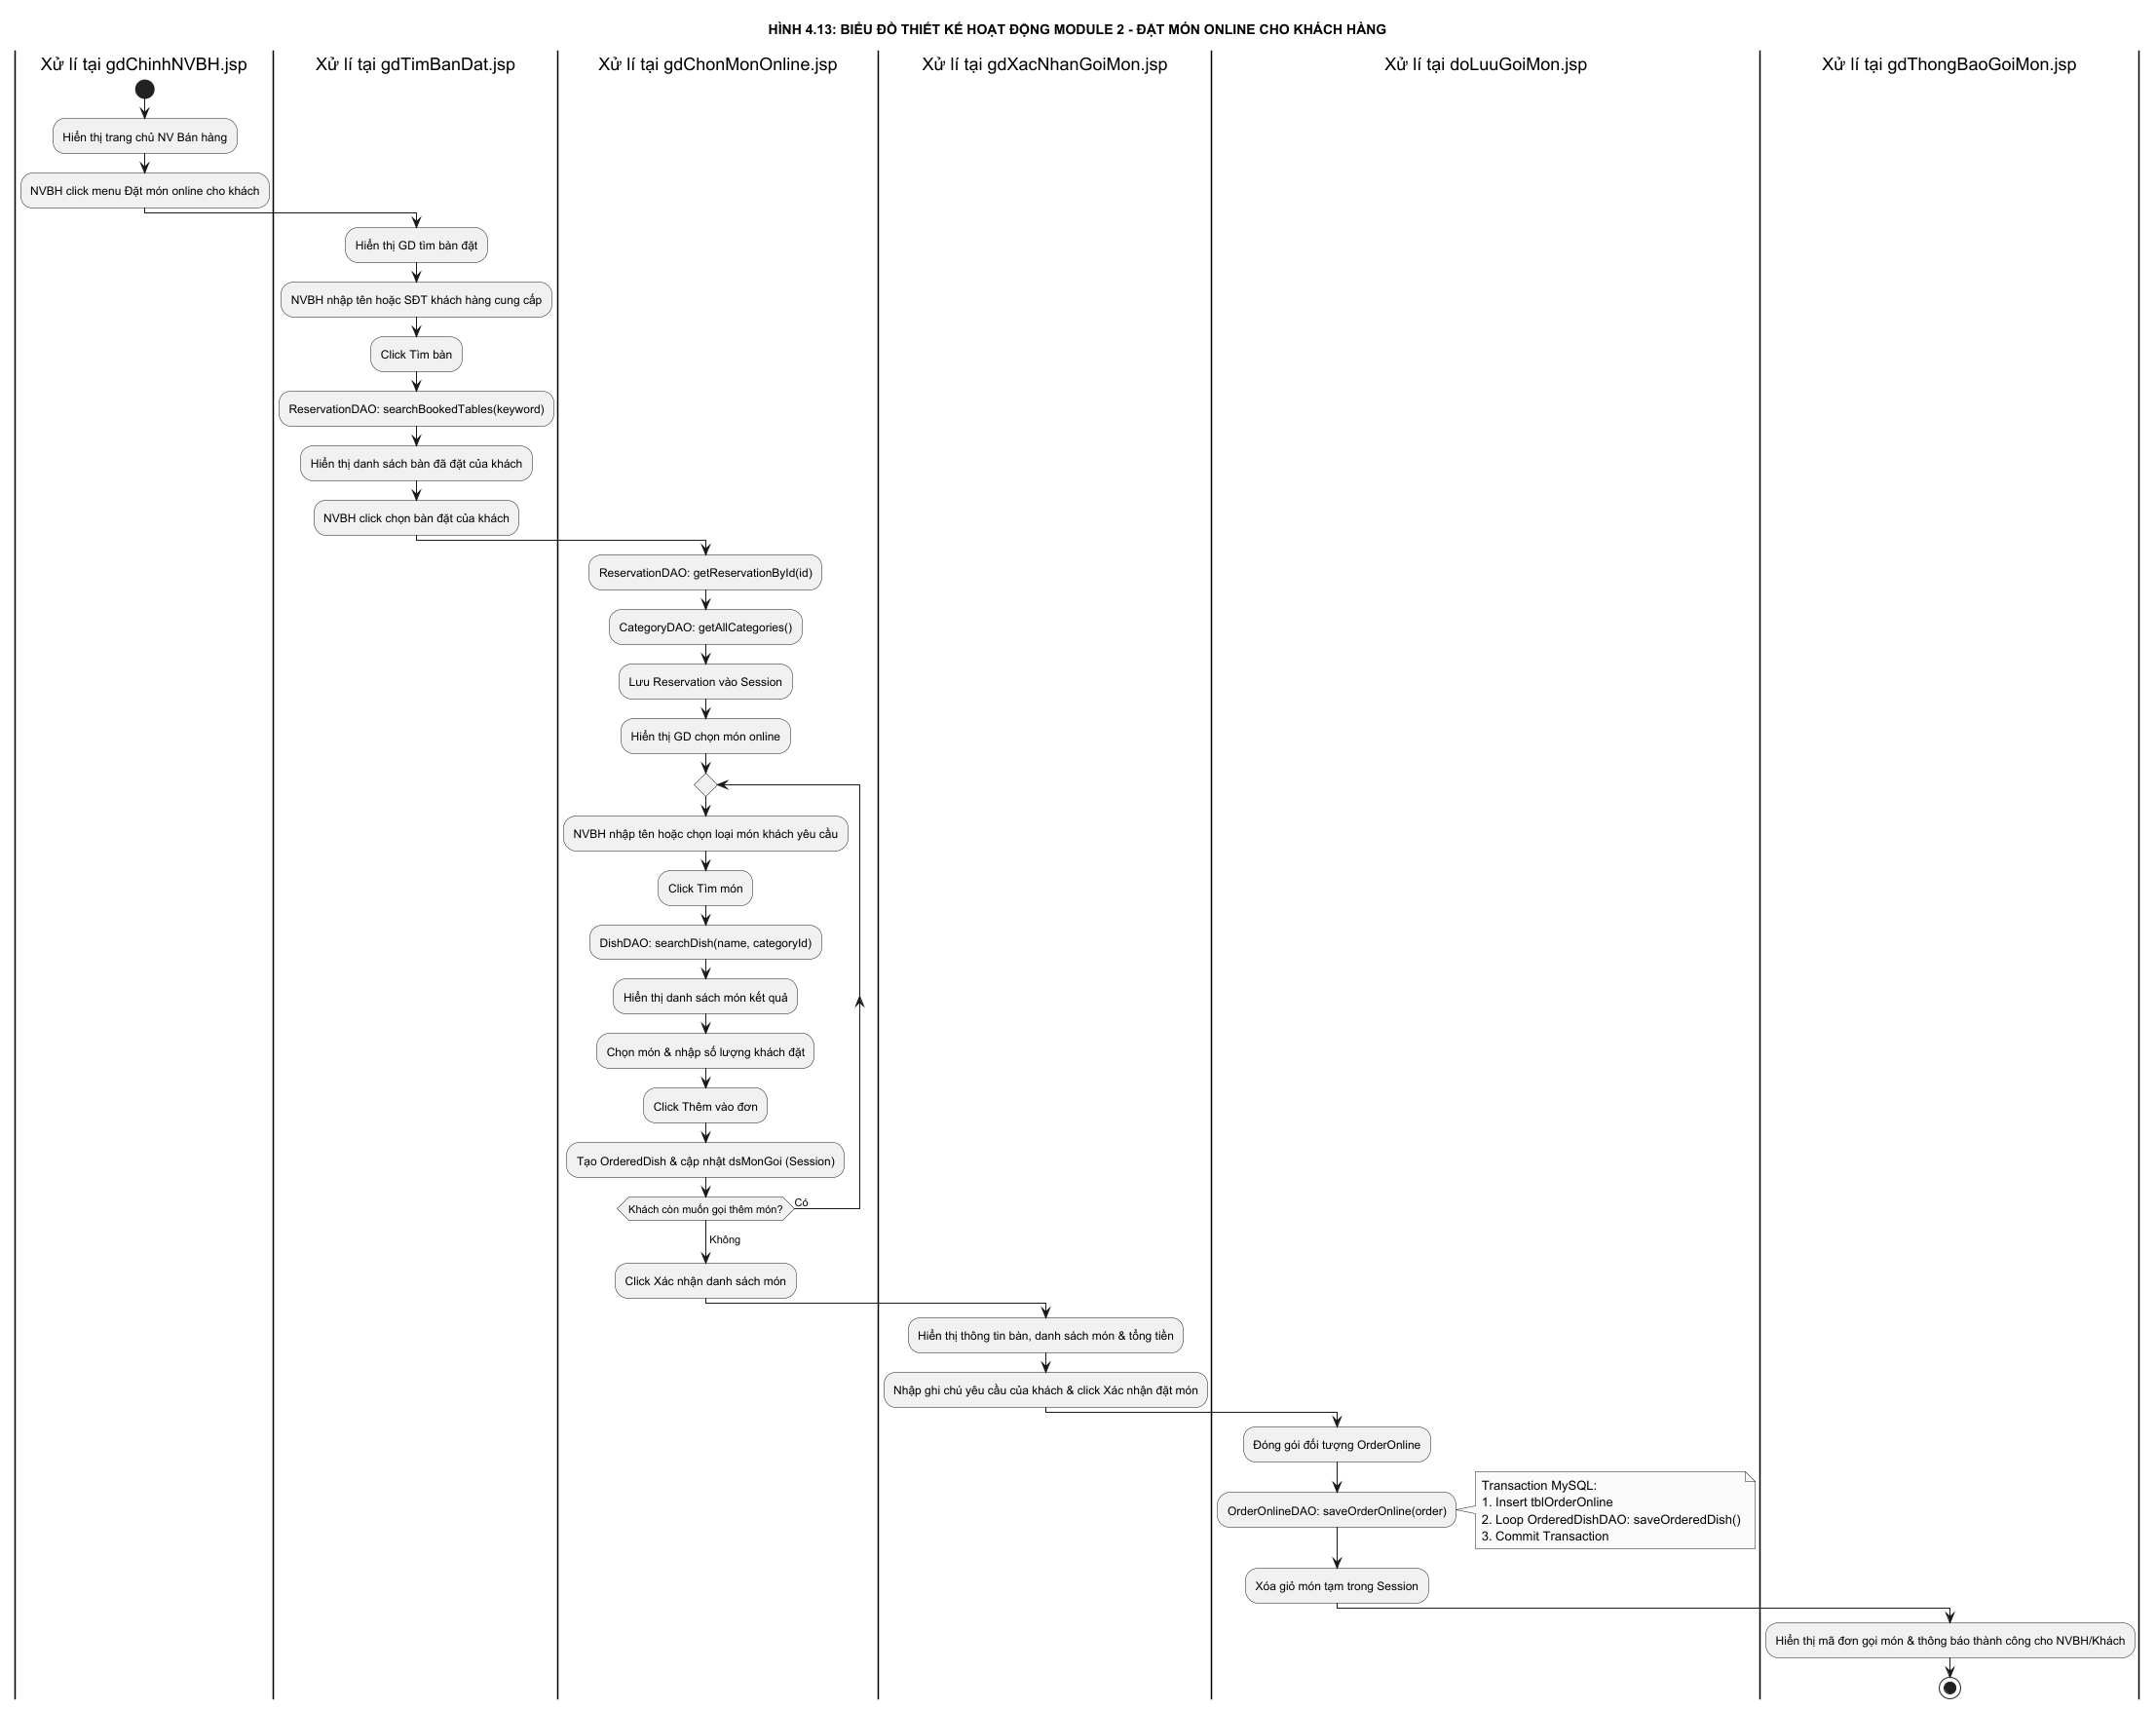 HÌNH 4.13: BIỂU ĐỒ THIẾT KẾ HOẠT ĐỘNG MODULE 2 - ĐẶT MÓN ONLINE CHO KHÁCH HÀNG
Xử lí tại gdChinhNVBH.jsp
Xử lí tại gdTimBanDat.jsp
Xử lí tại gdChonMonOnline.jsp
Xử lí tại gdXacNhanGoiMon.jsp
Xử lí tại doLuuGoiMon.jsp
Xử lí tại gdThongBaoGoiMon.jsp
Hiển thị trang chủ NV Bán hàng
NVBH click menu Đặt món online cho khách
Hiển thị GD tìm bàn đặt
NVBH nhập tên hoặc SĐT khách hàng cung cấp
Click Tìm bàn
ReservationDAO: searchBookedTables(keyword)
Hiển thị danh sách bàn đã đặt của khách
NVBH click chọn bàn đặt của khách
ReservationDAO: getReservationById(id)
CategoryDAO: getAllCategories()
Lưu Reservation vào Session
Hiển thị GD chọn món online
NVBH nhập tên hoặc chọn loại món khách yêu cầu
Click Tìm món
DishDAO: searchDish(name, categoryId)
Hiển thị danh sách món kết quả
Chọn món & nhập số lượng khách đặt
Click Thêm vào đơn
Tạo OrderedDish & cập nhật dsMonGoi (Session)
Khách còn muốn gọi thêm món?
Có
Không
Click Xác nhận danh sách món
Hiển thị thông tin bàn, danh sách món & tổng tiền
Nhập ghi chú yêu cầu của khách & click Xác nhận đặt món
Đóng gói đối tượng OrderOnline
OrderOnlineDAO: saveOrderOnline(order)
Transaction MySQL:
1. Insert tblOrderOnline
2. Loop OrderedDishDAO: saveOrderedDish()
3. Commit Transaction
Xóa giỏ món tạm trong Session
Hiển thị mã đơn gọi món & thông báo thành công cho NVBH/Khách